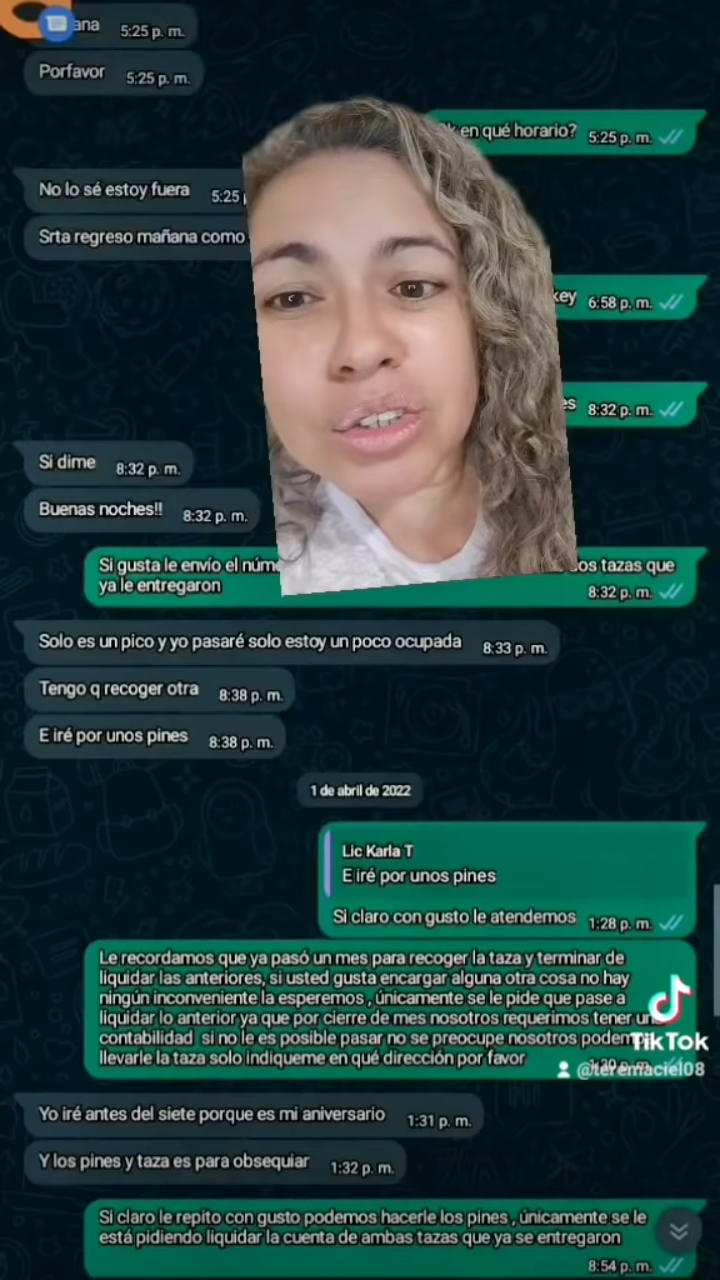 5:25 p. m.
Porfavor 5:25 p. m.
en qué horario? 5:25 p. m.
No lo sé estoy fuera 5:25
Srta regreso mañana como
6:58 p. m.
8:32 p. m.
Si dime 8:32 p. m.
Buenas noches!! 8:32 p. m.
Si gusta le envío el tazas que
ya le entregaron 8:32 p. m.
Solo es un pico y yo pasaré solo estoy un poco ocupada 8:33 p. m.
Tengo q recoger otra 8:38 p. m.
E iré por unos pines 8:38 p. m.
1 de abril de 2022
Lic Karla T
E iré por unos pines
Si claro con gusto le atendemos 1:28 p. m.
Le recordamos que ya pasó un mes para recoger la taza y terminar de
liquidar las anteriores, si usted gusta encargar alguna otra cosa no hay
ningún inconveniente la esperemos , únicamente se le pide que pase a
liquidar lo anterior ya que por cierre de mes nosotros requerimos tener
contabilidad si no le es posible pasar no se preocupe nosotros
llevarle la taza solo indiqueme en qué dirección por favor
TikTok
@teremaciel08
Yo iré antes del siete porque es mi aniversario 1:31 p. m.
Y los pines y taza es para obsequiar 1:32 p. m.
Si claro le repito con gusto podemos hacerle los pines , únicamente se le
está pidiendo liquidar la cuenta de ambas tazas que ya se entregaron
8:54 p. m.